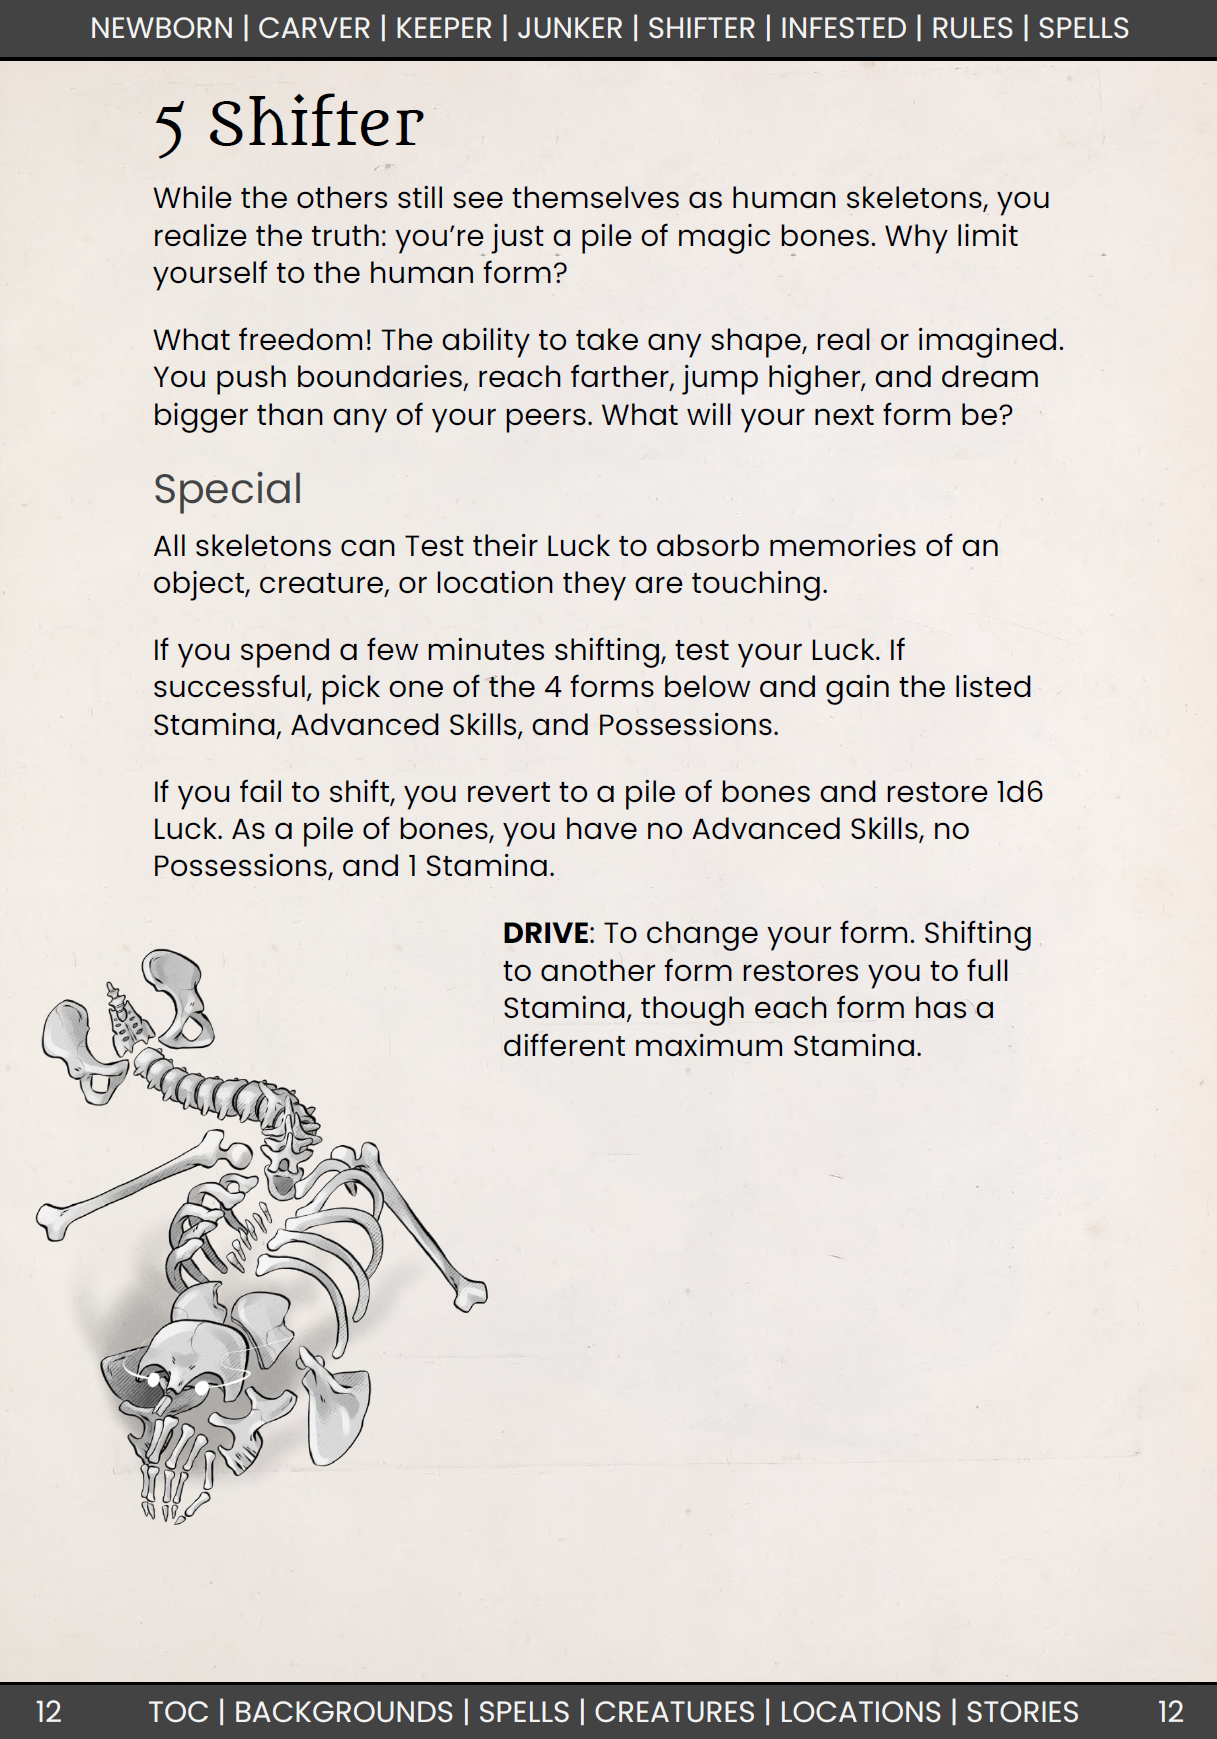 NEWBORN | CARVER | KEEPER | JUNKER | SHIFTER | INFESTED | RULES | SPELLS
5 Shifter
While the others still see themselves as human skeletons, you
realize the truth: you’re just a pile of magic bones. Why limit
yourself to the human form?
What freedom! The ability to take any shape, real or imagined.
You push boundaries, reach farther, jump higher, and dream
bigger than any of your peers. What will your next form be?
Special
All skeletons can Test their Luck to absorb memories of an
object, creature, or location they are touching.
If you spend a few minutes shifting, test your Luck. If
successful, pick one of the 4 forms below and gain the listed
Stamina, Advanced Skills, and Possessions.
If you fail to shift, you revert to a pile of bones and restore 1d6
Luck. As a pile of bones, you have no Advanced Skills, no
Possessions, and 1 Stamina.
DRIVE: To change your form. Shifting
to another form restores you to full
Stamina, though each form has a
different maximum Stamina.
12 TOC | BACKGROUNDS | SPELLS | CREATURES | LOCATIONS | STORIES 12